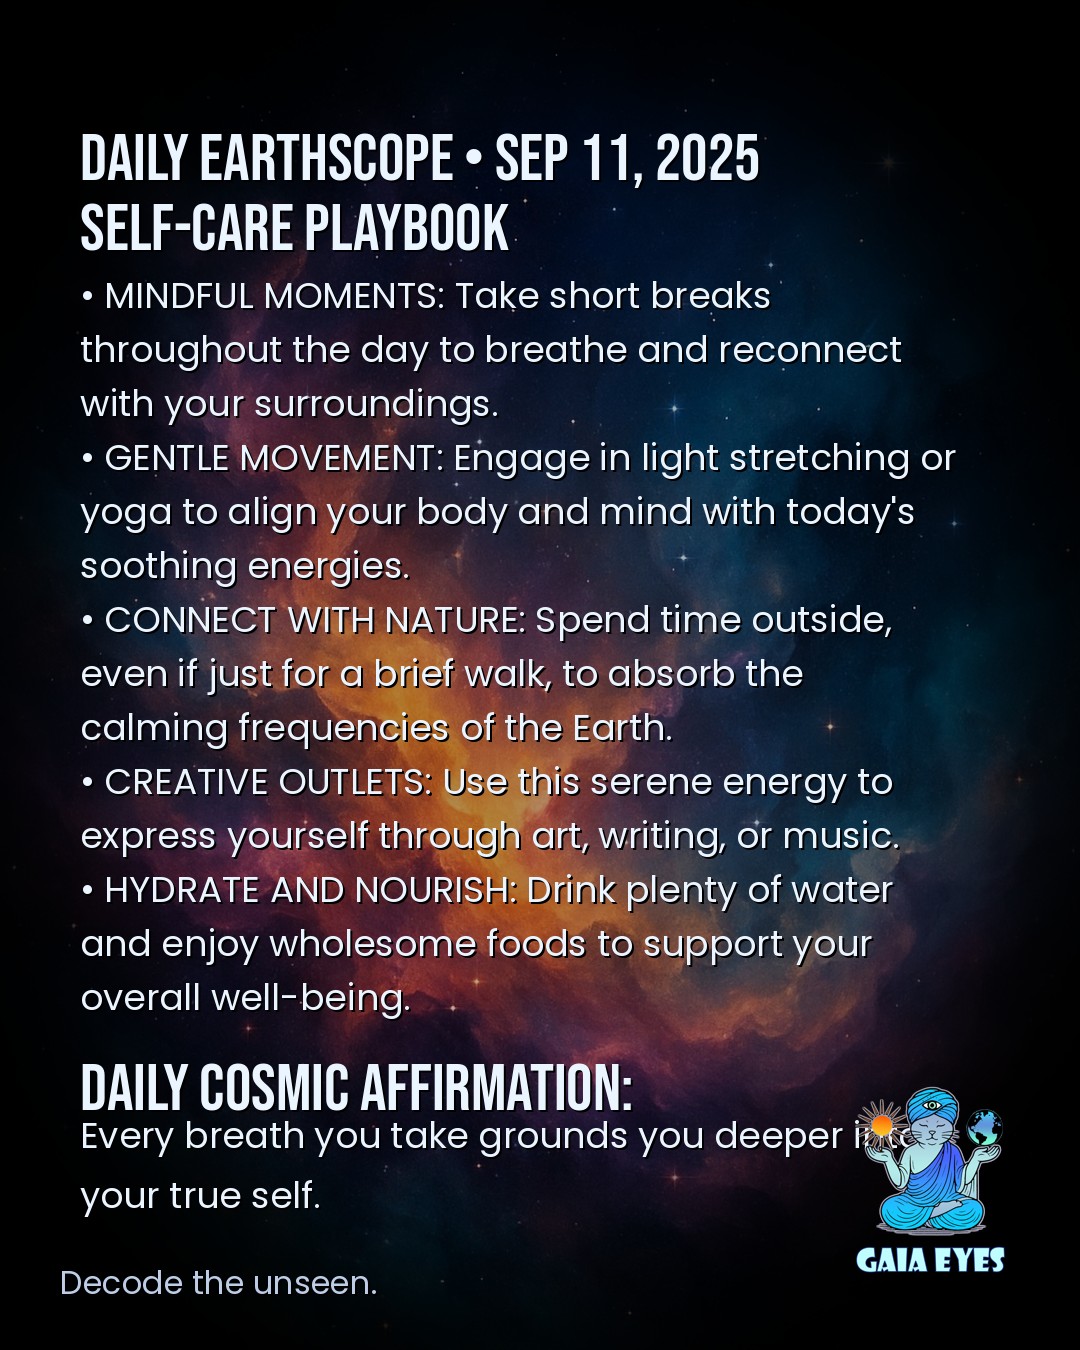 DAILY EARTHSCOPE • SEP 11, 2025
SELF-CARE PLAYBOOK
• MINDFUL MOMENTS: Take short breaks
throughout the day to breathe and reconnect
with your surroundings.
• GENTLE MOVEMENT: Engage in light stretching or
yoga to align your body and mind with today's
soothing energies.
• CONNECT WITH NATURE: Spend time outside,
even if just for a brief walk, to absorb the
calming frequencies of the Earth.
• CREATIVE OUTLETS: Use this serene energy to
express yourself through art, writing, or music.
• HYDRATE AND NOURISH: Drink plenty of water
and enjoy wholesome foods to support your
overall well-being.
DAILY COSMIC AFFIRMATION:
Every breath you take grounds you deeper into
your true self.
GAIA EYES
Decode the unseen.